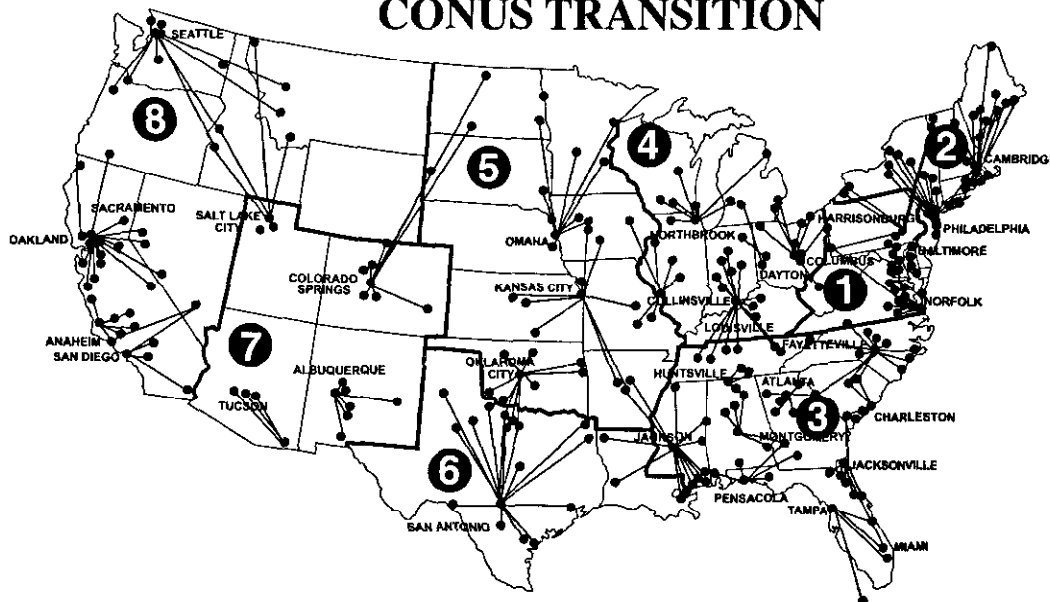 CONUS TRANSITION
SEATTLE
8
5
4
2
CAMBRIDG
SACRAMENTO
OAKLAND
SALT LAKE
CITY
OMAHA
NORTHBROOK
HARRISONBURG
PHILADELPHIA
BALTIMORE
COLUMBUS
DAYTON
COLORADO
SPRINGS
KANSAS CITY
COLLINSVILLE
1
NORFOLK
LOUISVILLE
ANAHEIM
SAN DIEGO
7
FAYETTEVILLE
ALBUQUERQUE
OKLAHOMA
CITY
HUNTSVILLE
ATLANTA
TUCSON
3
CHARLESTON
JACKSON
MONTGOMERY
6
JACKSONVILLE
PENSACOLA
TAMPA
SAN ANTONIO
MIAMI